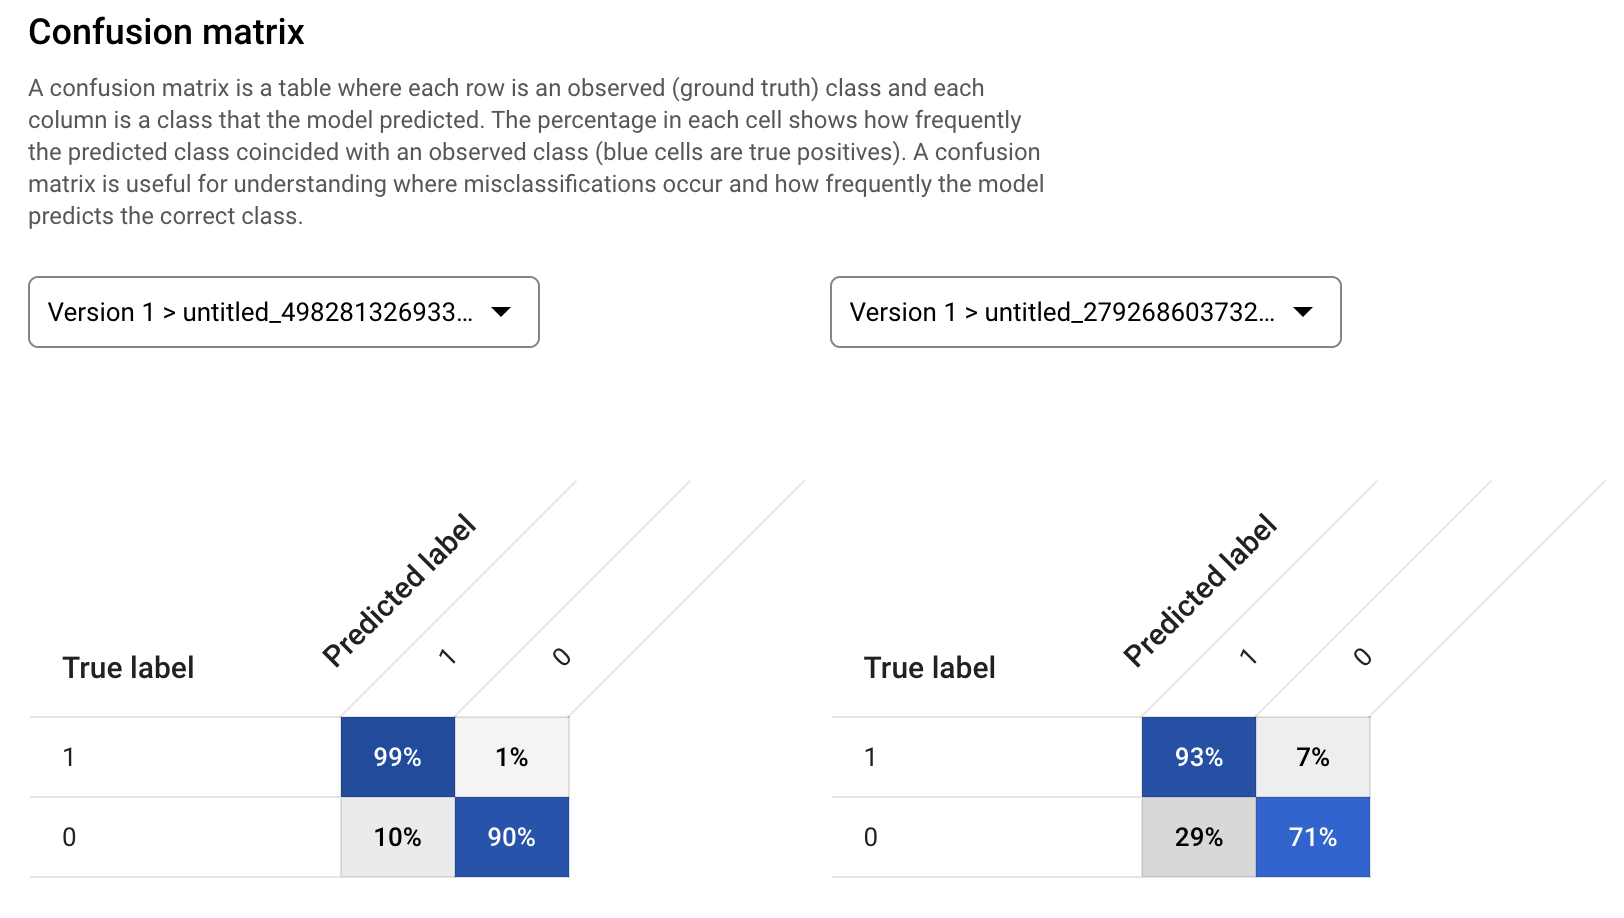 Confusion matrix
A confusion matrix is a table where each row is an observed (ground truth) class and each
column is a class that the model predicted. The percentage in each cell shows how frequently
the predicted class coincided with an observed class (blue cells are true positives). A confusion
matrix is useful for understanding where misclassifications occur and how frequently the model
predicts the correct class.
Version 1 > untitled_498281326933...
Version 1 > untitled_279268603732...
True label
Predicted label
1
0
1
99%
1%
0
10%
90%
True label
Predicted label
1
0
1
93%
7%
0
29%
71%